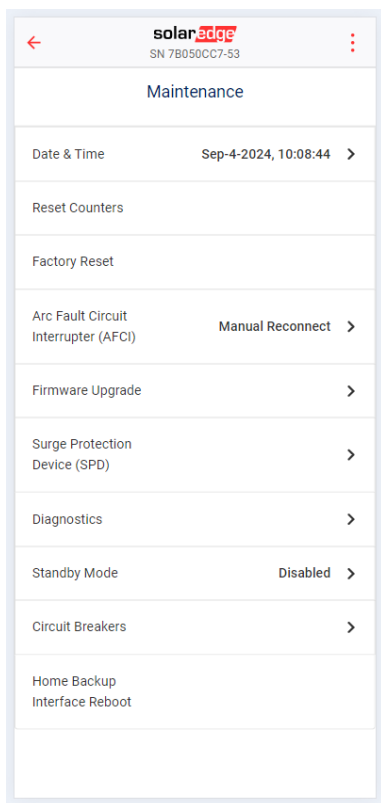 solaredge
SN 7B050CC7-53
Maintenance
Date & Time Sep-4-2024, 10:08:44
Reset Counters
Factory Reset
Arc Fault Circuit
Interrupter (AFCI) Manual Reconnect
Firmware Upgrade
Surge Protection
Device (SPD)
Diagnostics
Standby Mode Disabled
Circuit Breakers
Home Backup
Interface Reboot